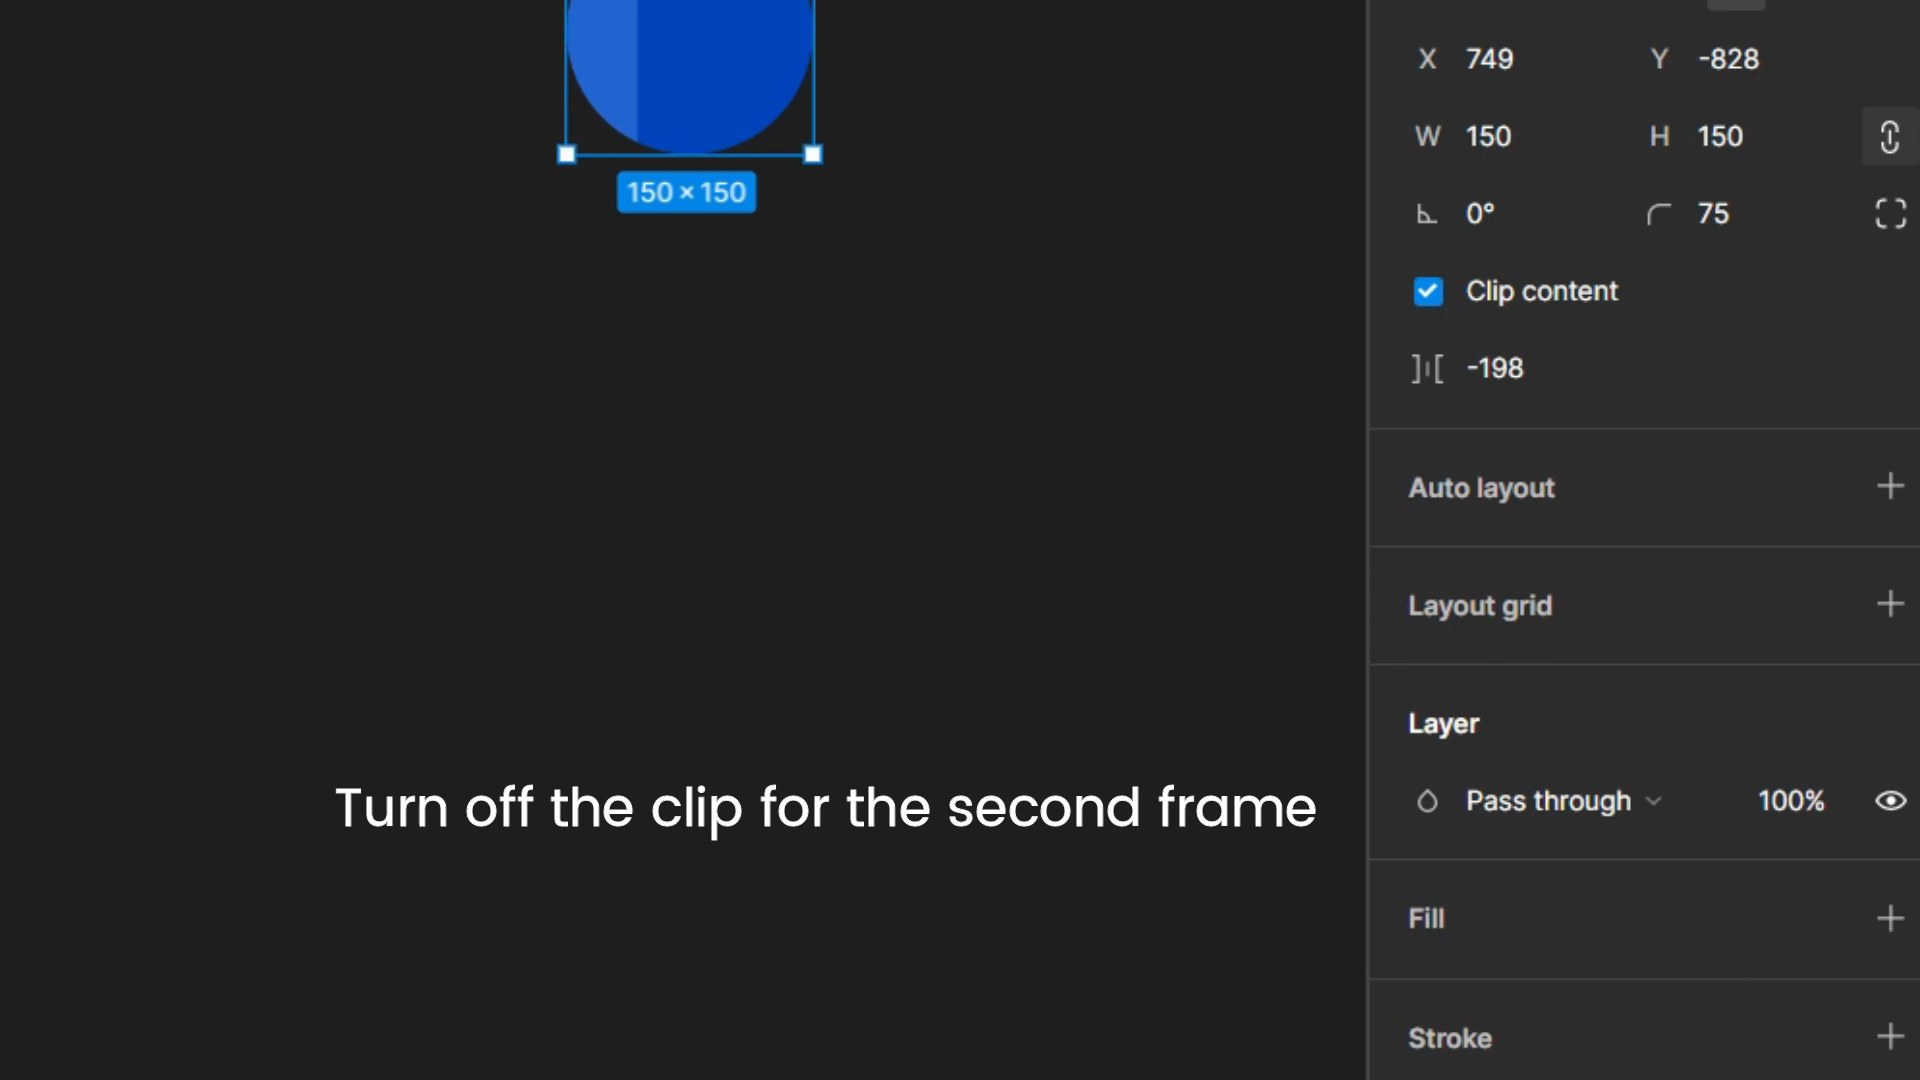 X 749 Y -828
W 150 H 150
150 × 150
0° 75
Clip content
-198
Auto layout
Layout grid
Layer
Pass through 100%
Turn off the clip for the second frame
Fill
Stroke